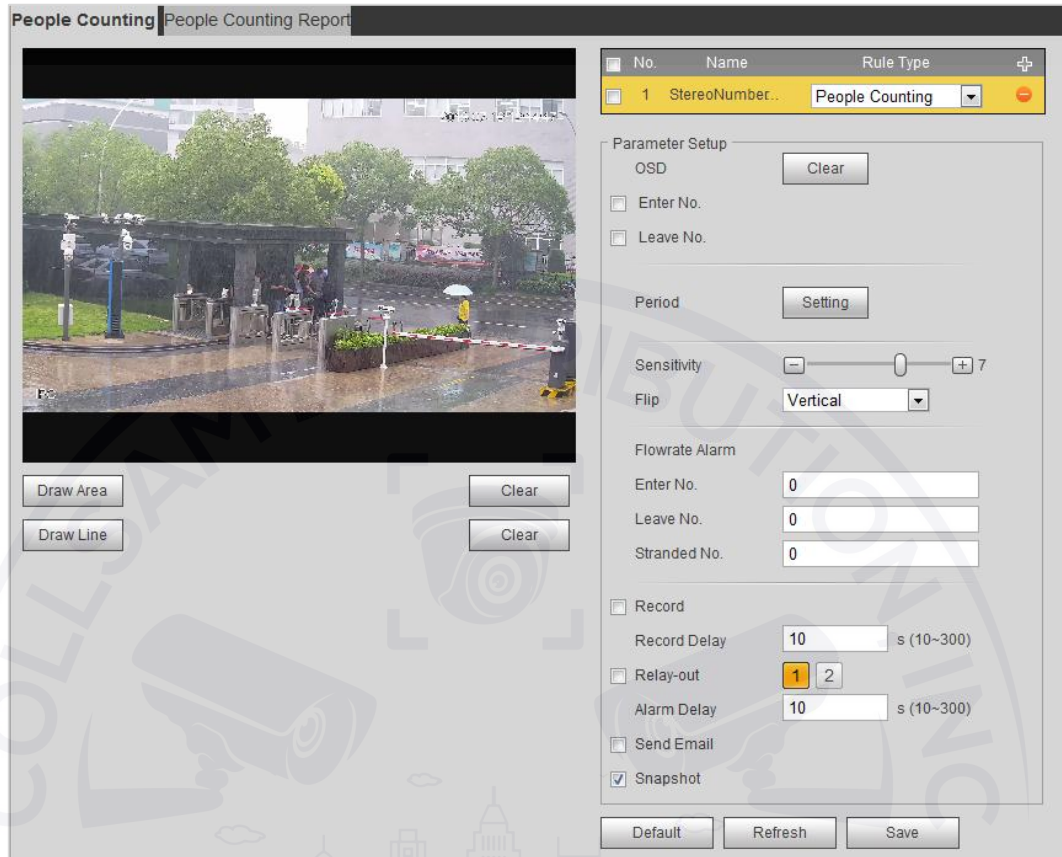 People Counting People Counting Report
No. Name Rule Type
1 StereoNumber... People Counting
Parameter Setup
OSD Clear
Enter No.
Leave No.
Period Setting
Sensitivity 7
Flip Vertical
Flowrate Alarm
Enter No. 0
Leave No. 0
Stranded No. 0
Record
Record Delay 10 s (10~300)
Relay-out 1 2
Alarm Delay 10 s (10~300)
Send Email
Snapshot
Default Refresh Save
Draw Area Clear
Draw Line Clear